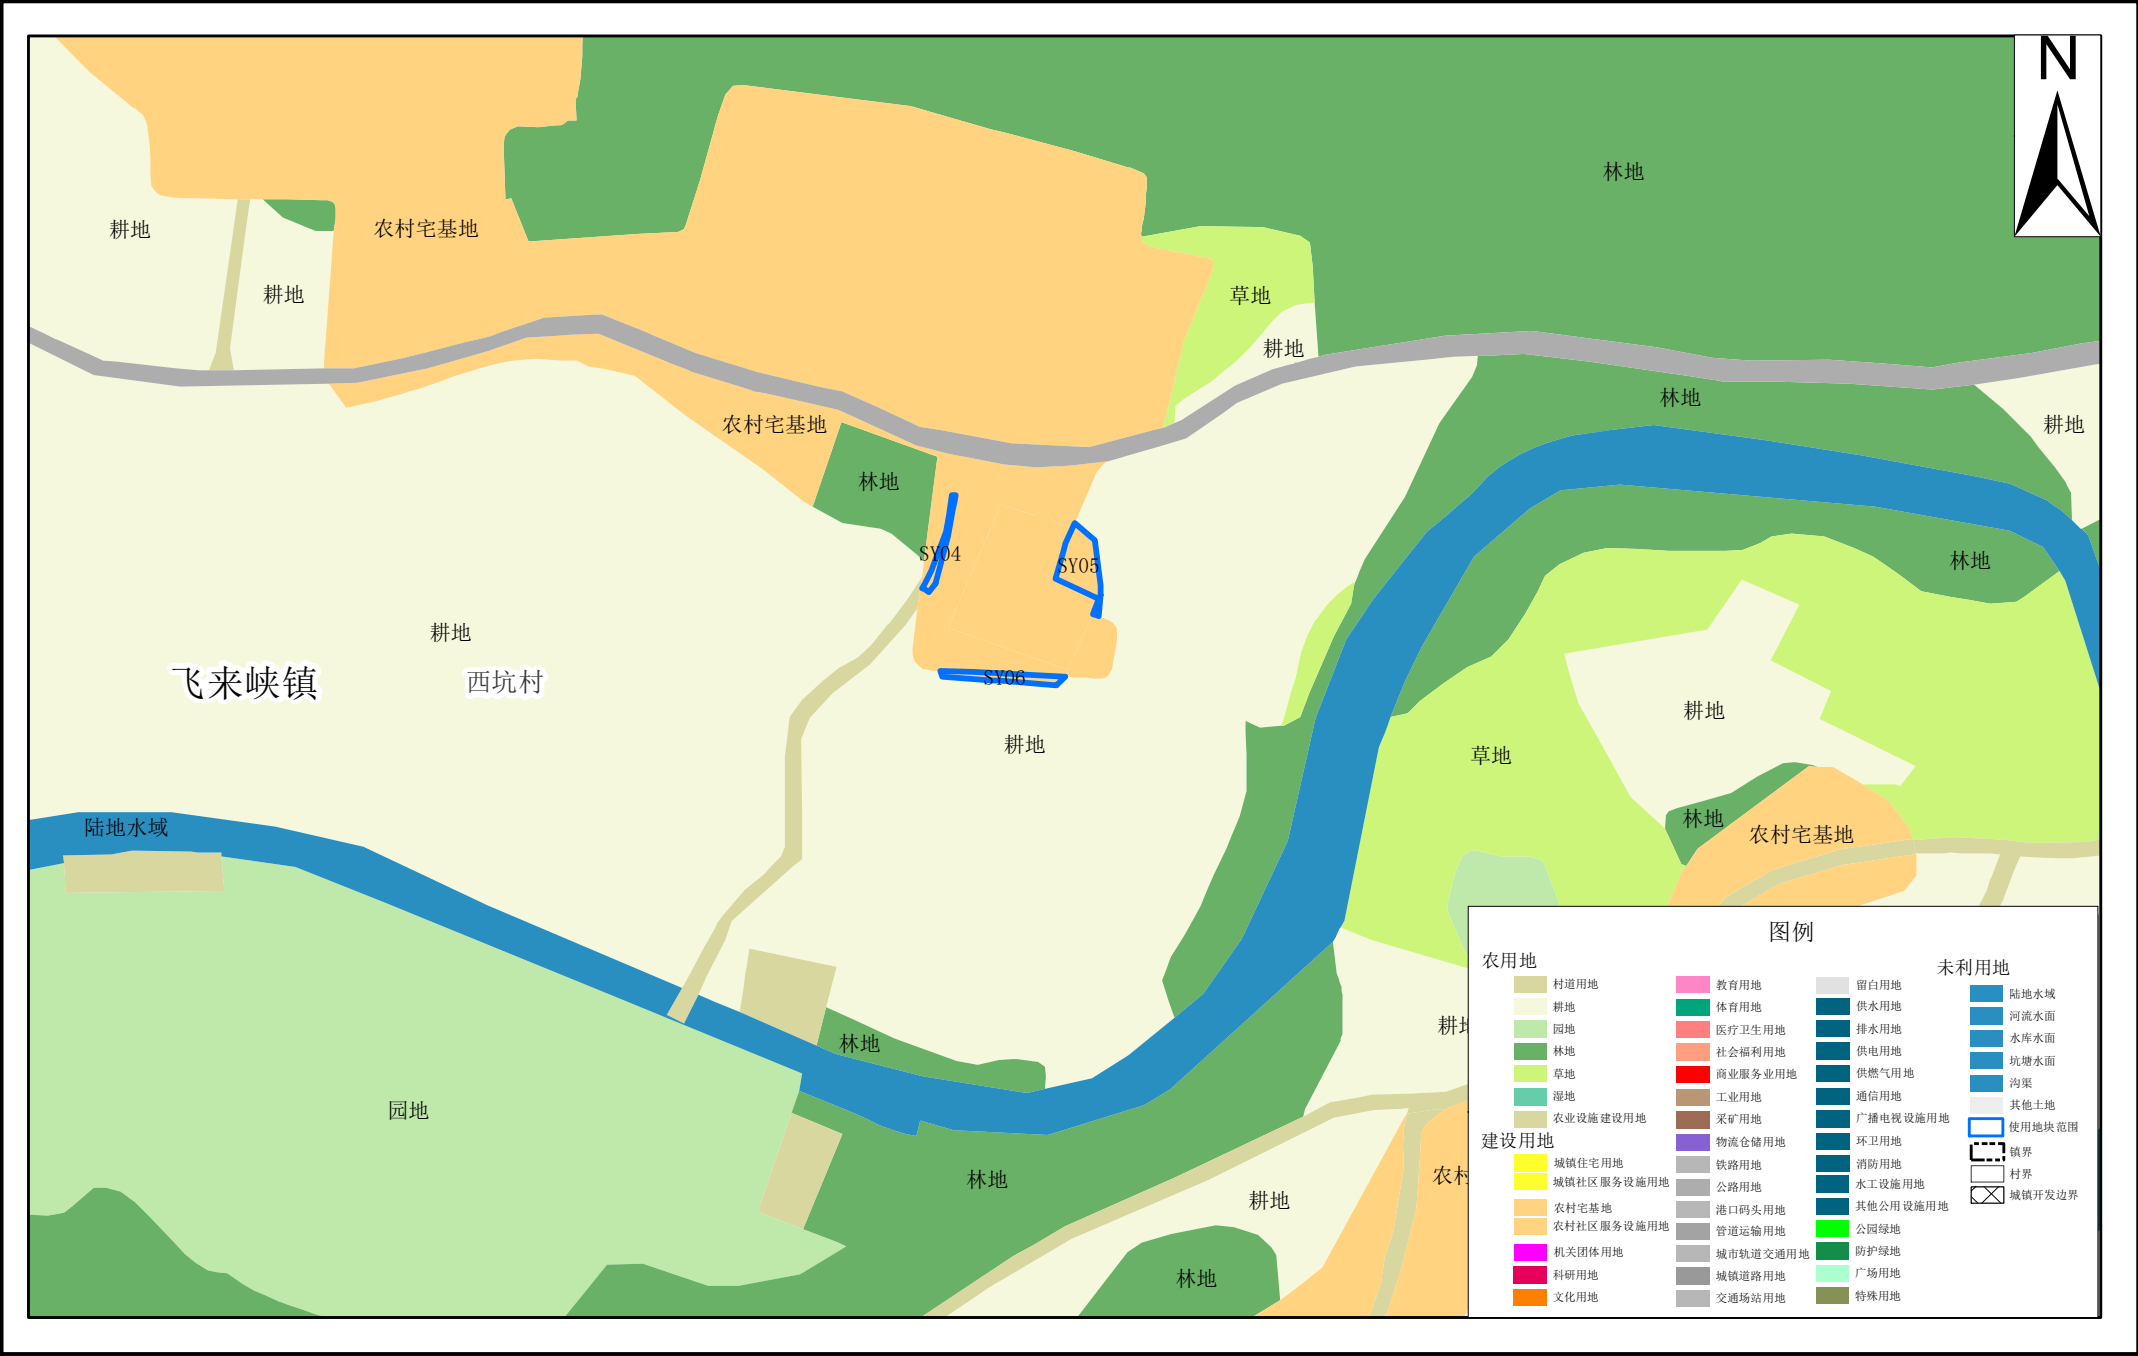 N
林地
耕地
农村宅基地
耕地
草地
耕地
林地
农村宅基地
耕地
林地
SY04
SY05
林地
耕地
飞来峡镇
西坑村
SY06
耕地
耕地
草地
陆地水域
林地
农村宅基地
耕
林地
园地
林地
农村
耕地
林地
图例
农用地
村道用地
耕地
园地
林地
草地
湿地
农业设施建设用地
建设用地
城镇住宅用地
城镇社区服务设施用地
农村宅基地
农村社区服务设施用地
机关团体用地
科研用地
文化用地
教育用地
体育用地
医疗卫生用地
社会福利用地
商业服务业用地
工业用地
采矿用地
物流仓储用地
铁路用地
公路用地
港口码头用地
管道运输用地
城市轨道交通用地
城镇道路用地
交通场站用地
留白用地
供水用地
排水用地
供电用地
供燃气用地
通信用地
广播电视设施用地
环卫用地
消防用地
水工设施用地
其他公用设施用地
公园绿地
防护绿地
广场用地
特殊用地
未利用地
陆地水域
河流水面
水库水面
坑塘水面
沟渠
其他土地
使用地块范围
镇界
村界
城镇开发边界